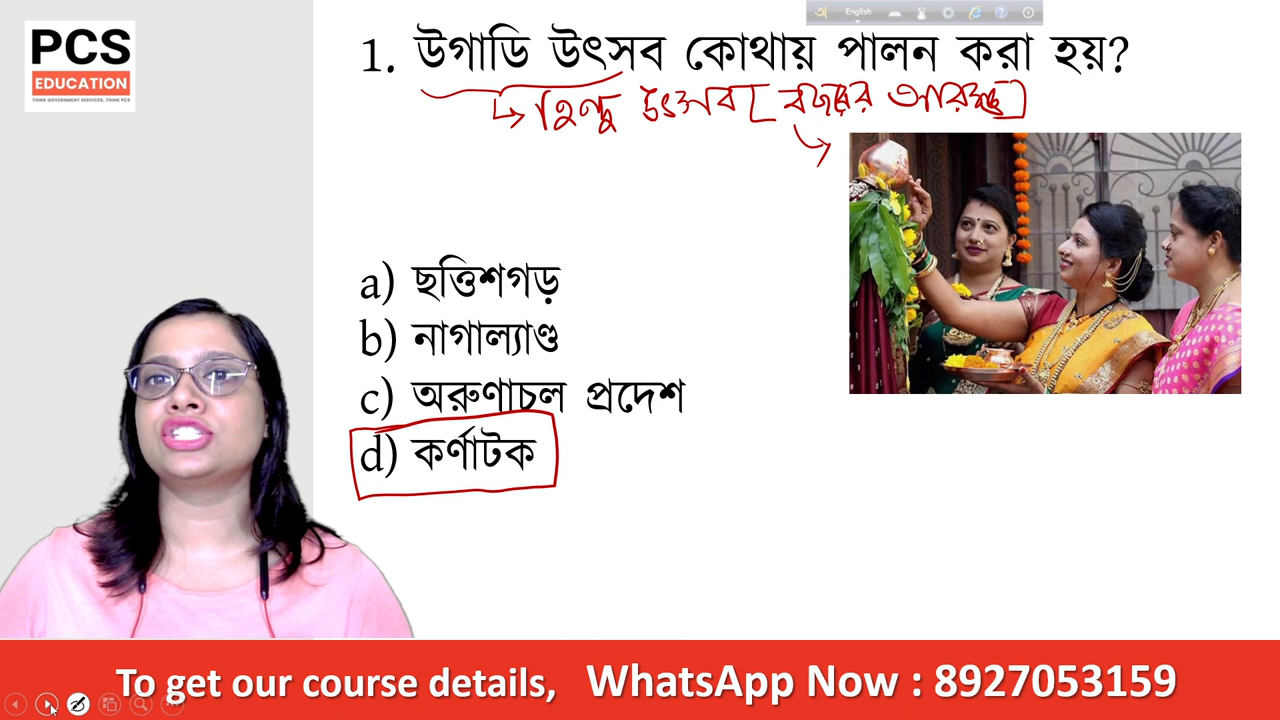 PCS
EDUCATION
THINK GOVERNMENT SERVICES, THINK PCS
English
1. উগাডি উৎসব কোথায় পালন করা হয়?
হিন্দু উৎসব [বছরের আরম্ভ]
a) ছত্তিশগড়
b) নাগাল্যাণ্ড
c) অরুণাচল প্রদেশ
d) কর্ণাটক
To get our course details, WhatsApp Now : 8927053159